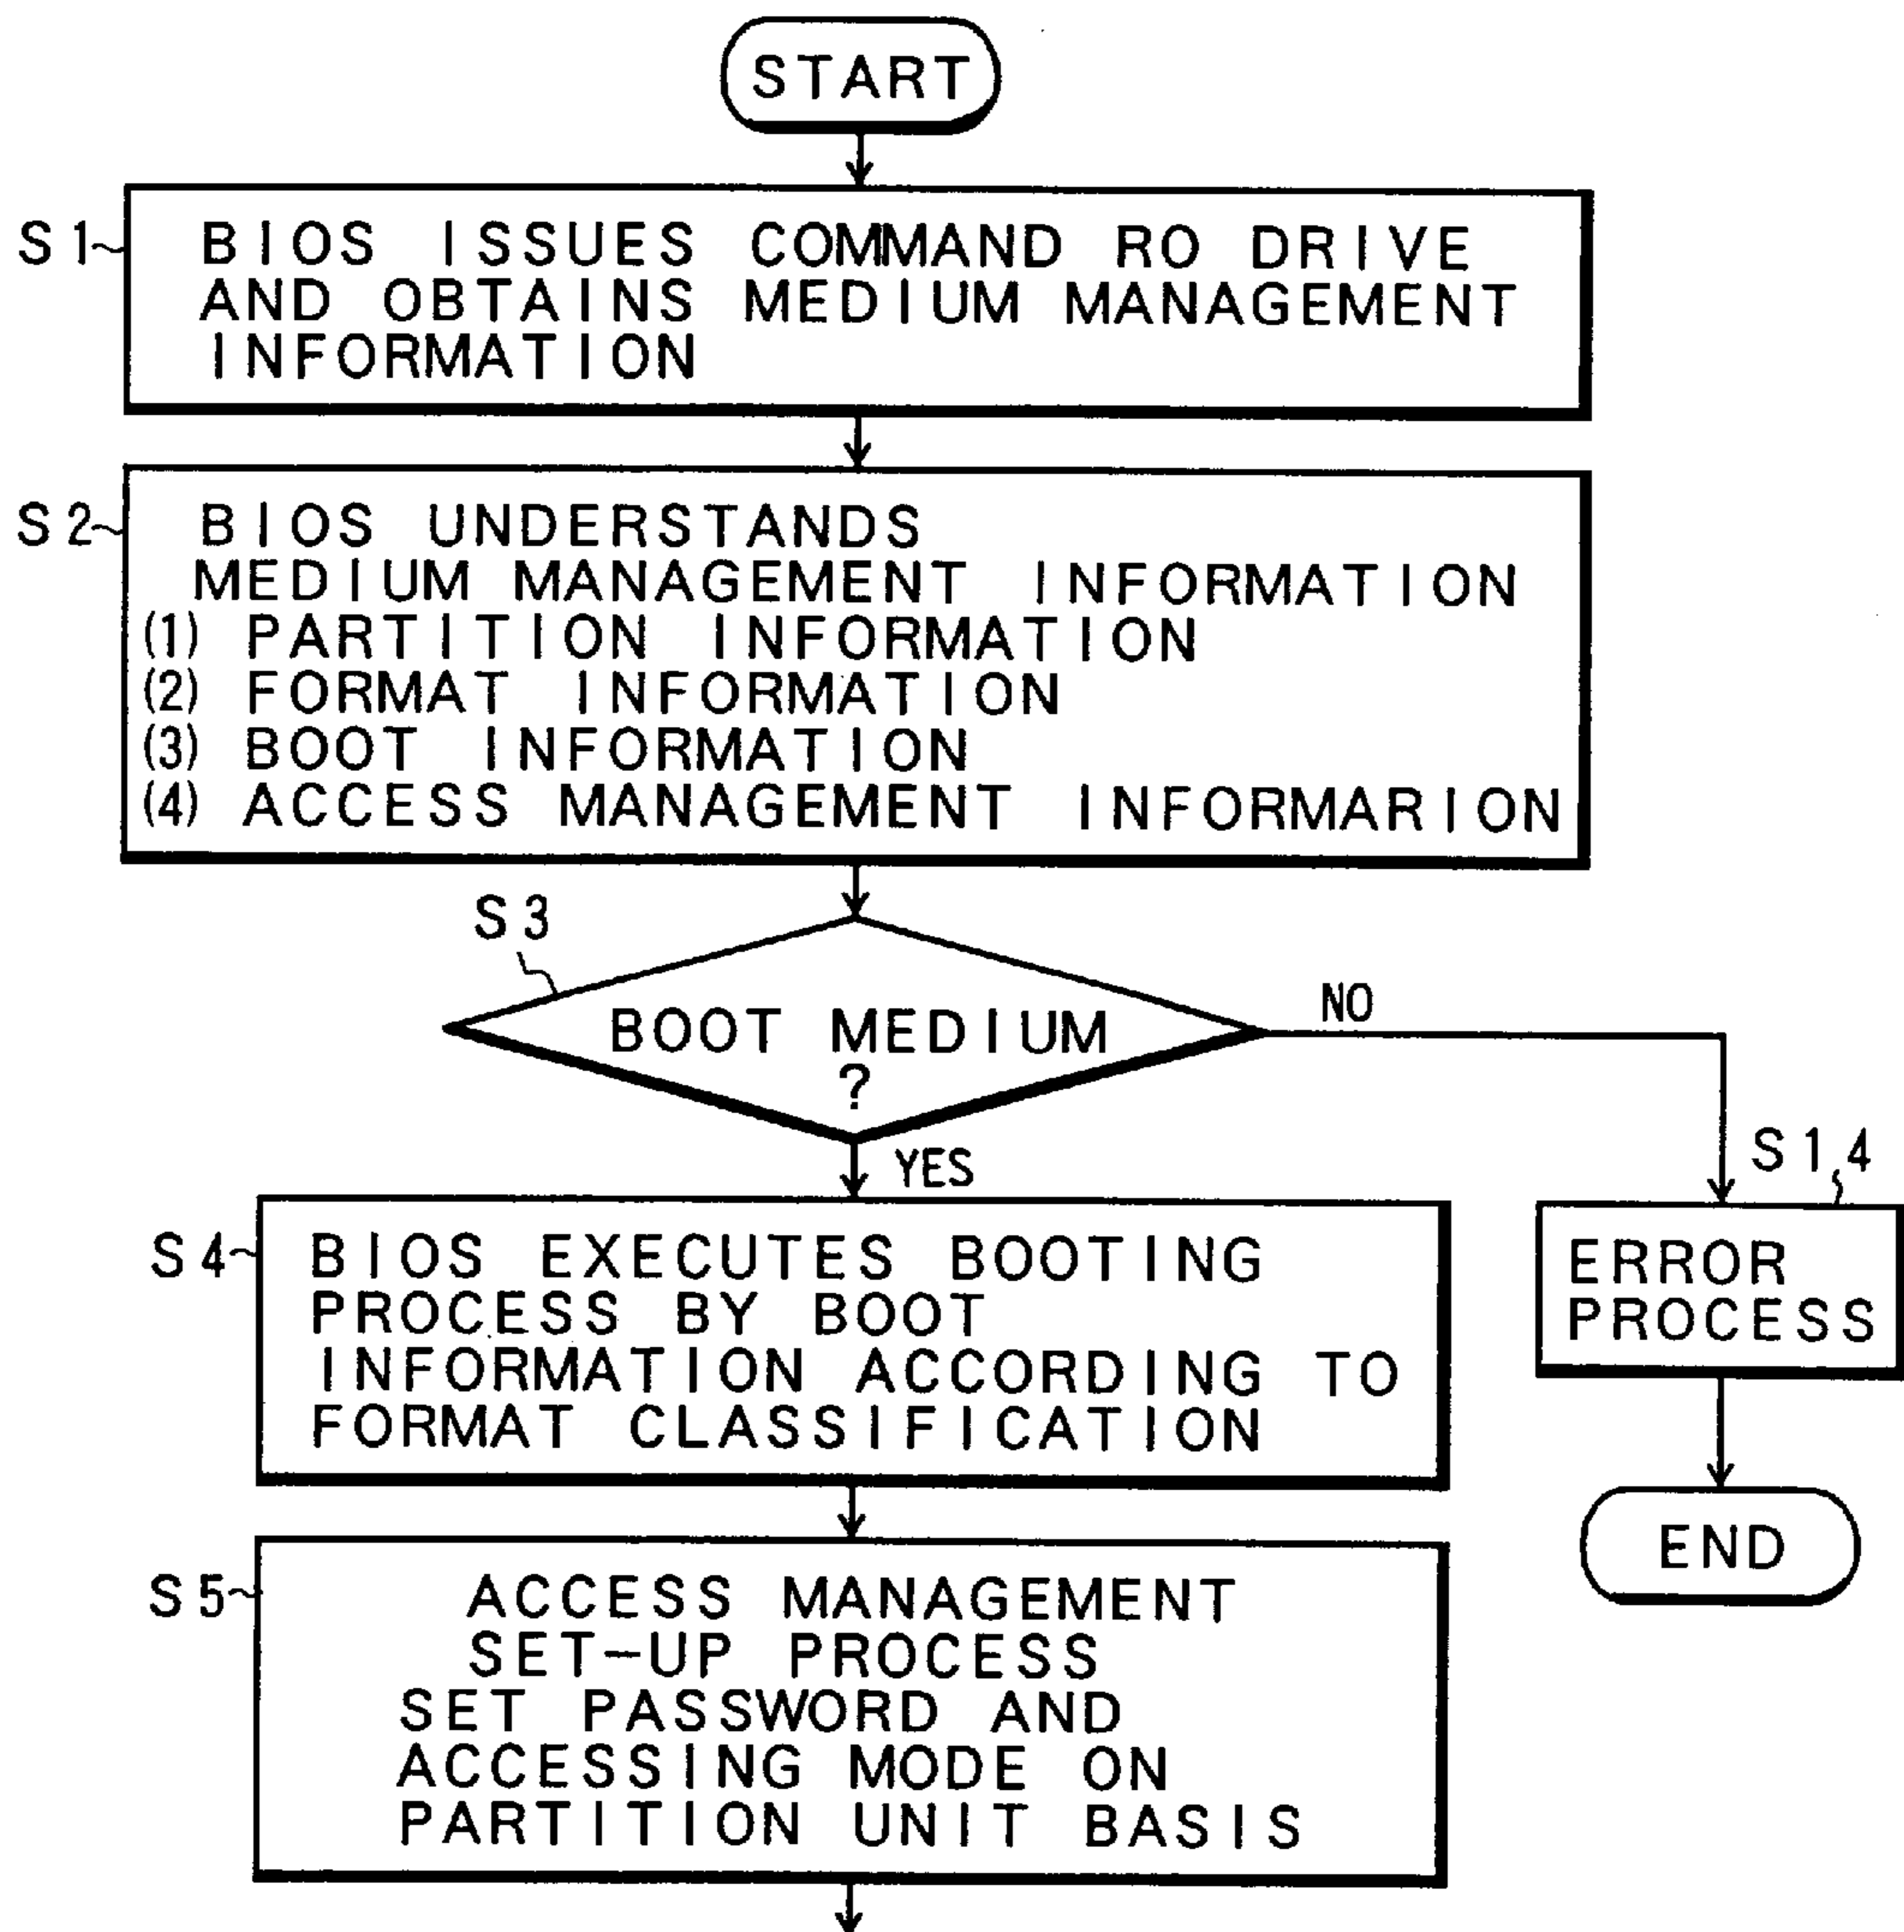 START
S1
BIOS ISSUES COMMAND RO DRIVE
AND OBTAINS MEDIUM MANAGEMENT
INFORMATION
S2
BIOS UNDERSTANDS
MEDIUM MANAGEMENT INFORMATION
(1) PARTITION INFORMATION
(2) FORMAT INFORMATION
(3) BOOT INFORMATION
(4) ACCESS MANAGEMENT INFORMARION
S3
BOOT MEDIUM
?
NO
YES
S4
BIOS EXECUTES BOOTING
PROCESS BY BOOT
INFORMATION ACCORDING TO
FORMAT CLASSIFICATION
S14
ERROR
PROCESS
END
S5
ACCESS MANAGEMENT
SET-UP PROCESS
SET PASSWORD AND
ACCESSING MODE ON
PARTITION UNIT BASIS